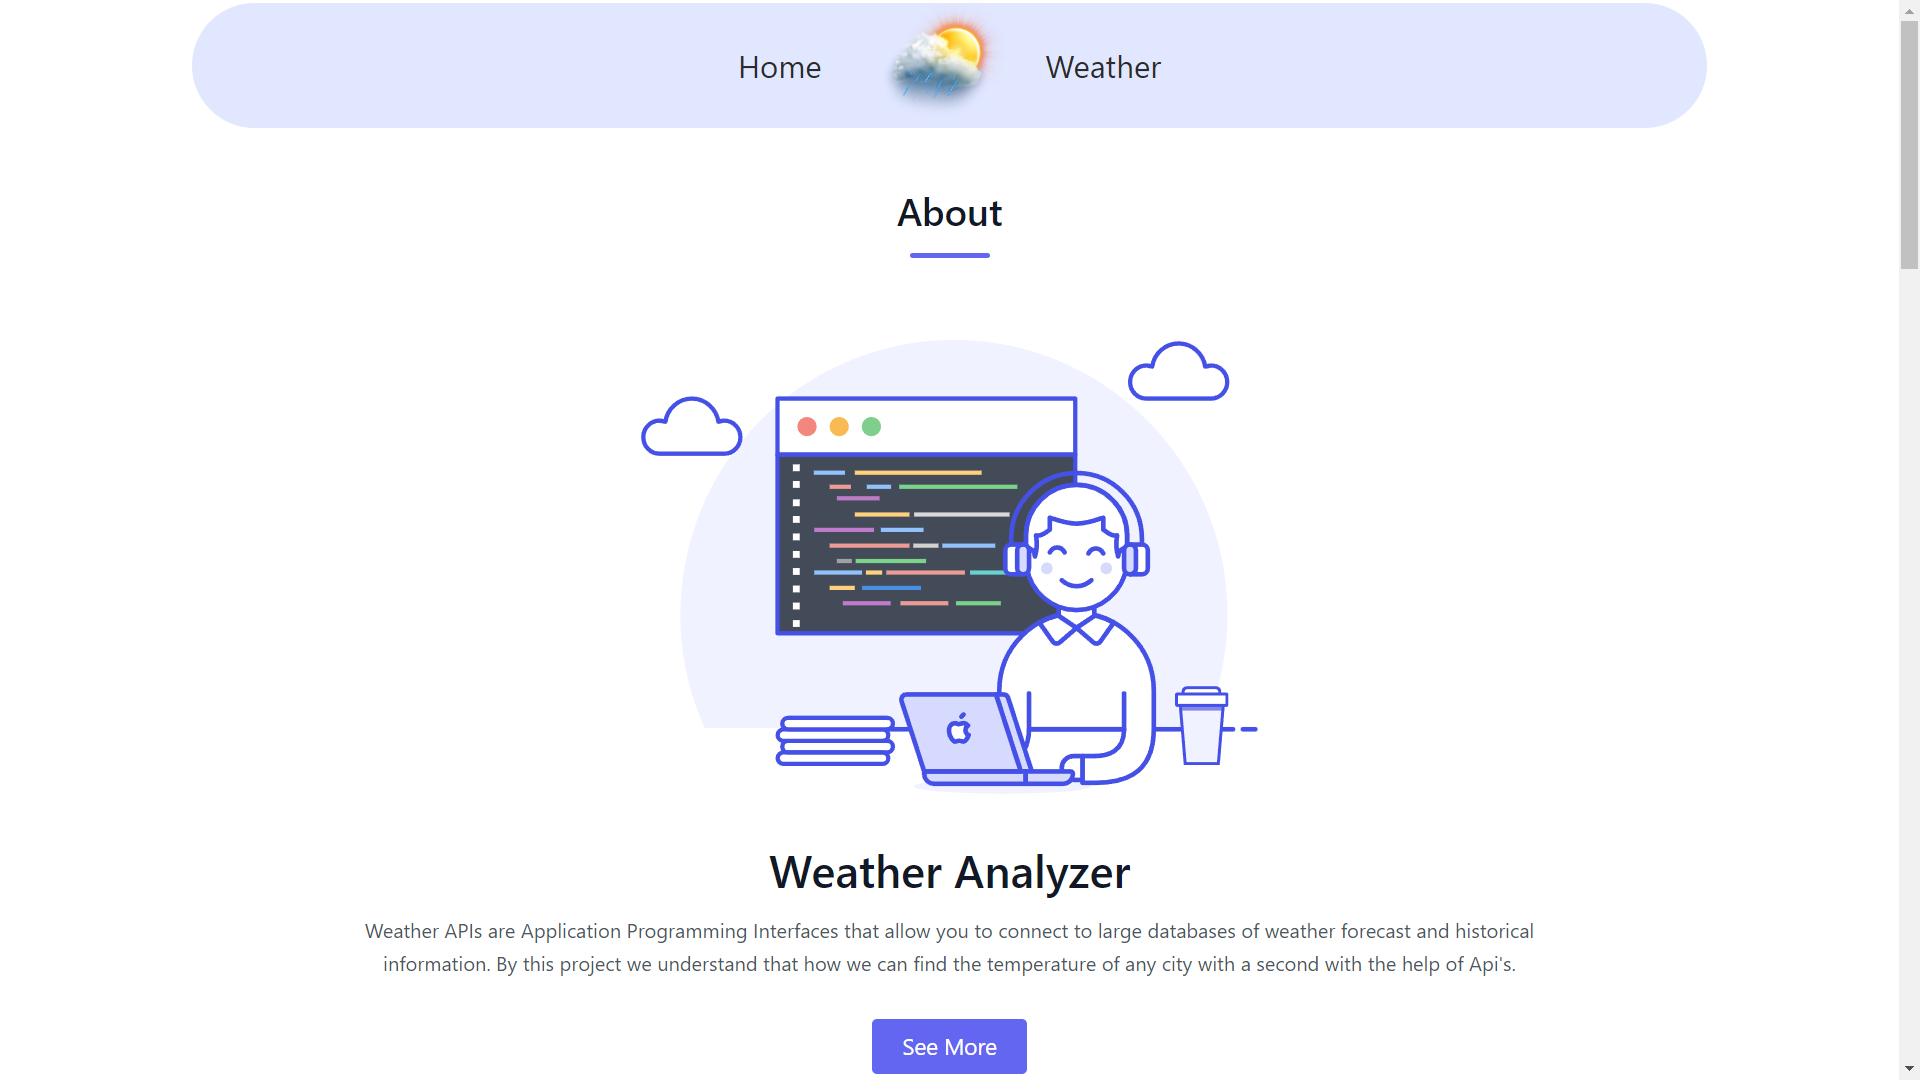 Home
Weather
About
Weather Analyzer
Weather APIs are Application Programming Interfaces that allow you to connect to large databases of weather forecast and historical
information. By this project we understand that how we can find the temperature of any city with a second with the help of Api's.
See More